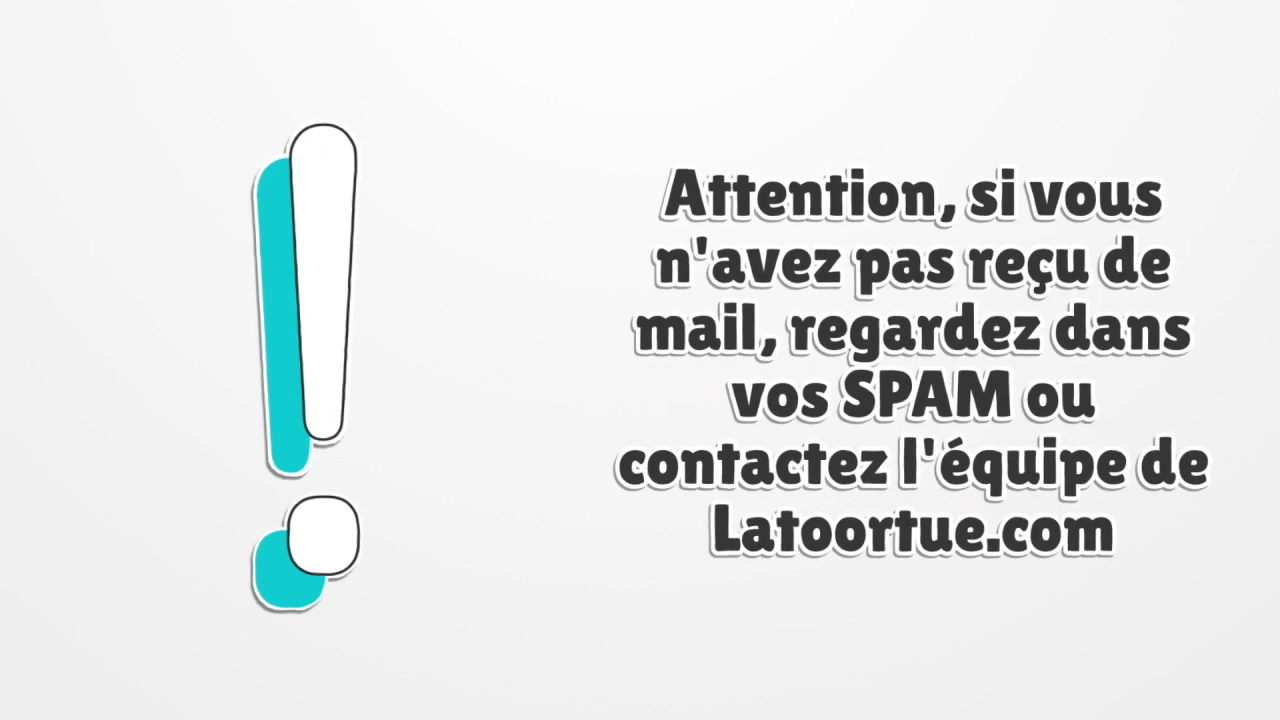 Attention, si vous
n'avez pas reçu de
mail, regardez dans
vos SPAM ou
contactez l'équipe de
Latoortue.com